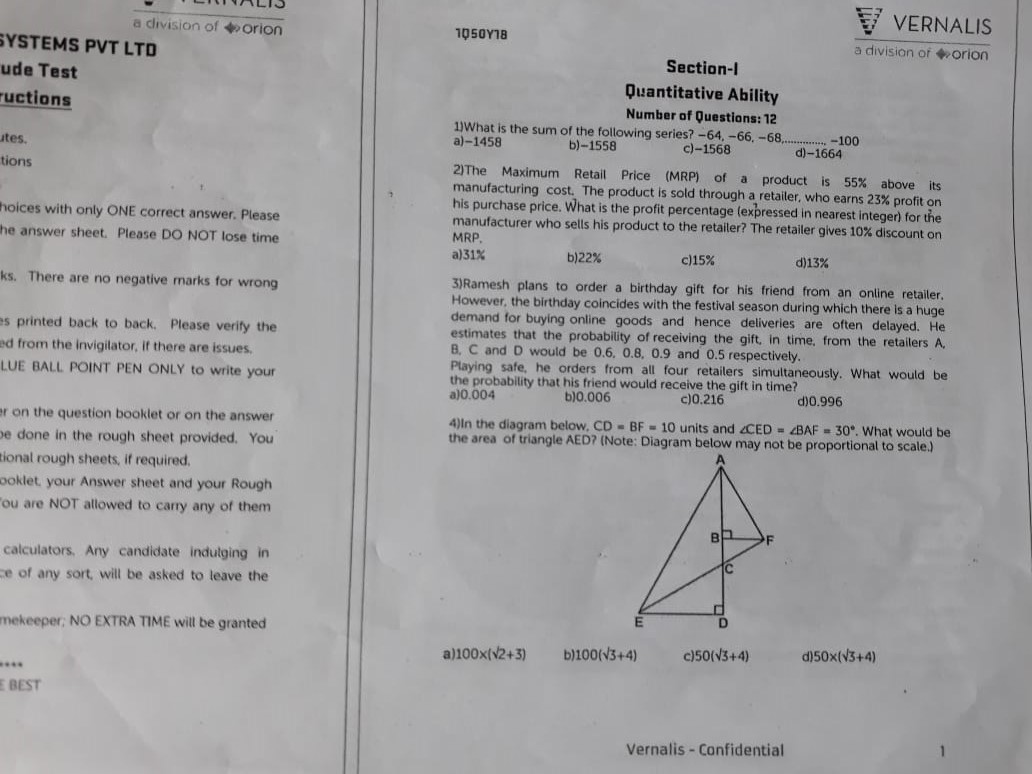 a division of orion
SYSTEMS PVT LTD
ude Test
ructions
utes.
tions
hoices with only ONE correct answer. Please
he answer sheet. Please DO NOT lose time
ks. There are no negative marks for wrong
es printed back to back. Please verify the
ed from the invigilator, if there are issues.
LUE BALL POINT PEN ONLY to write your
er on the question booklet or on the answer
be done in the rough sheet provided. You
tional rough sheets, if required.
ooklet, your Answer sheet and your Rough
You are NOT allowed to carry any of them
calculators. Any candidate indulging in
ce of any sort, will be asked to leave the
mekeeper; NO EXTRA TIME will be granted
****
E BEST
1Q50Y18
VERNALIS
a division of orion
Section-I
Quantitative Ability
Number of Questions: 12
1)What is the sum of the following series? -64, -66, -68,.............., -100
a)-1458 b)-1558 c)-1568 d)-1664
2)The Maximum Retail Price (MRP) of a product is 55% above its
manufacturing cost. The product is sold through a retailer, who earns 23% profit on
his purchase price. What is the profit percentage (expressed in nearest integer) for the
manufacturer who sells his product to the retailer? The retailer gives 10% discount on
MRP.
a)31% b)22% c)15% d)13%
3)Ramesh plans to order a birthday gift for his friend from an online retailer.
However, the birthday coincides with the festival season during which there is a huge
demand for buying online goods and hence deliveries are often delayed. He
estimates that the probability of receiving the gift, in time, from the retailers A,
B, C and D would be 0.6, 0.8, 0.9 and 0.5 respectively.
Playing safe, he orders from all four retailers simultaneously. What would be
the probability that his friend would receive the gift in time?
a)0.004 b)0.006 c)0.216 d)0.996
4)In the diagram below, CD = BF = 10 units and ∠CED = ∠BAF = 30°. What would be
the area of triangle AED? (Note: Diagram below may not be proportional to scale.)
A
B F
C
E D
a)100x(√2+3) b)100(√3+4) c)50(√3+4) d)50x(√3+4)
Vernalis - Confidential 1